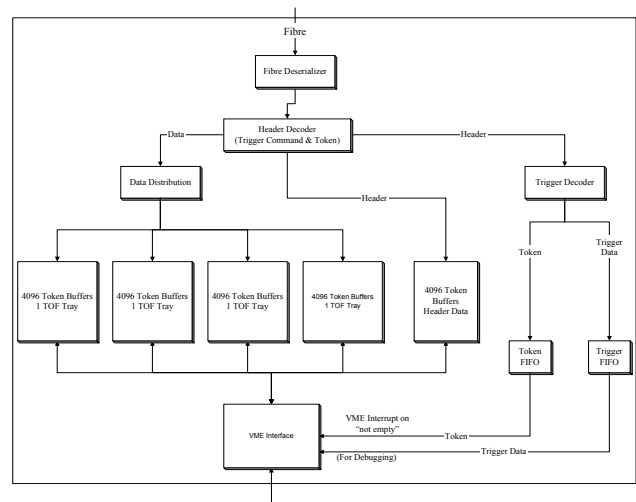 Fibre
Fibre Deserializer
Header Decoder
(Trigger Command & Token)
Data
Header
Data Distribution
Trigger Decoder
Header
Token
Trigger
Data
4096 Token Buffers
1 TOF Tray
4096 Token Buffers
1 TOF Tray
4096 Token Buffers
1 TOF Tray
4096 Token Buffers
1 TOF Tray
4096 Token
Buffers
Header Data
Token
FIFO
Trigger
FIFO
VME Interrupt on
“not empty”
Token
VME Interface
(For Debugging)
Trigger Data